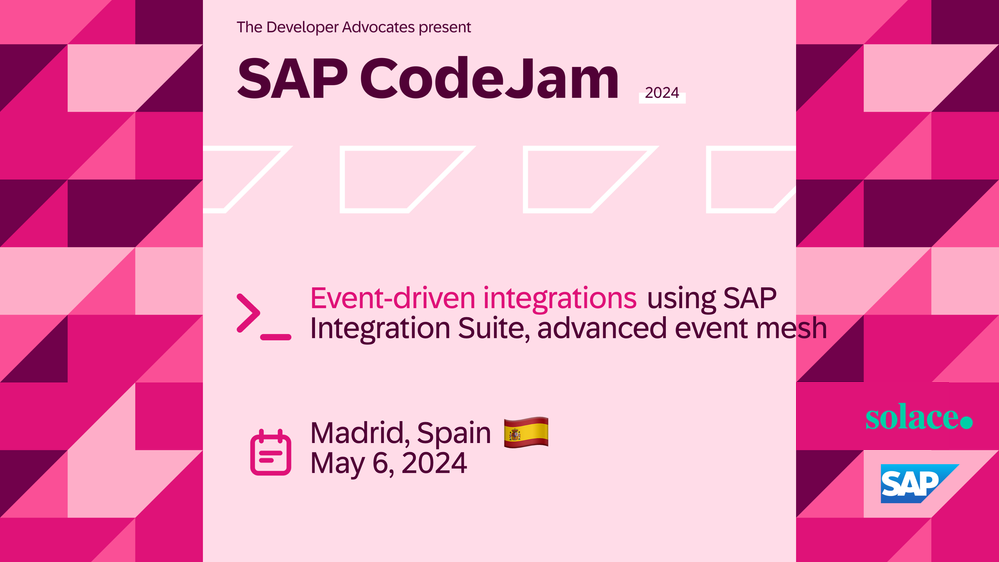 The Developer Advocates present
SAP CodeJam 2024
Event-driven integrations using SAP
Integration Suite, advanced event mesh
Madrid, Spain 🇪🇸
May 6, 2024
solace.
SAP